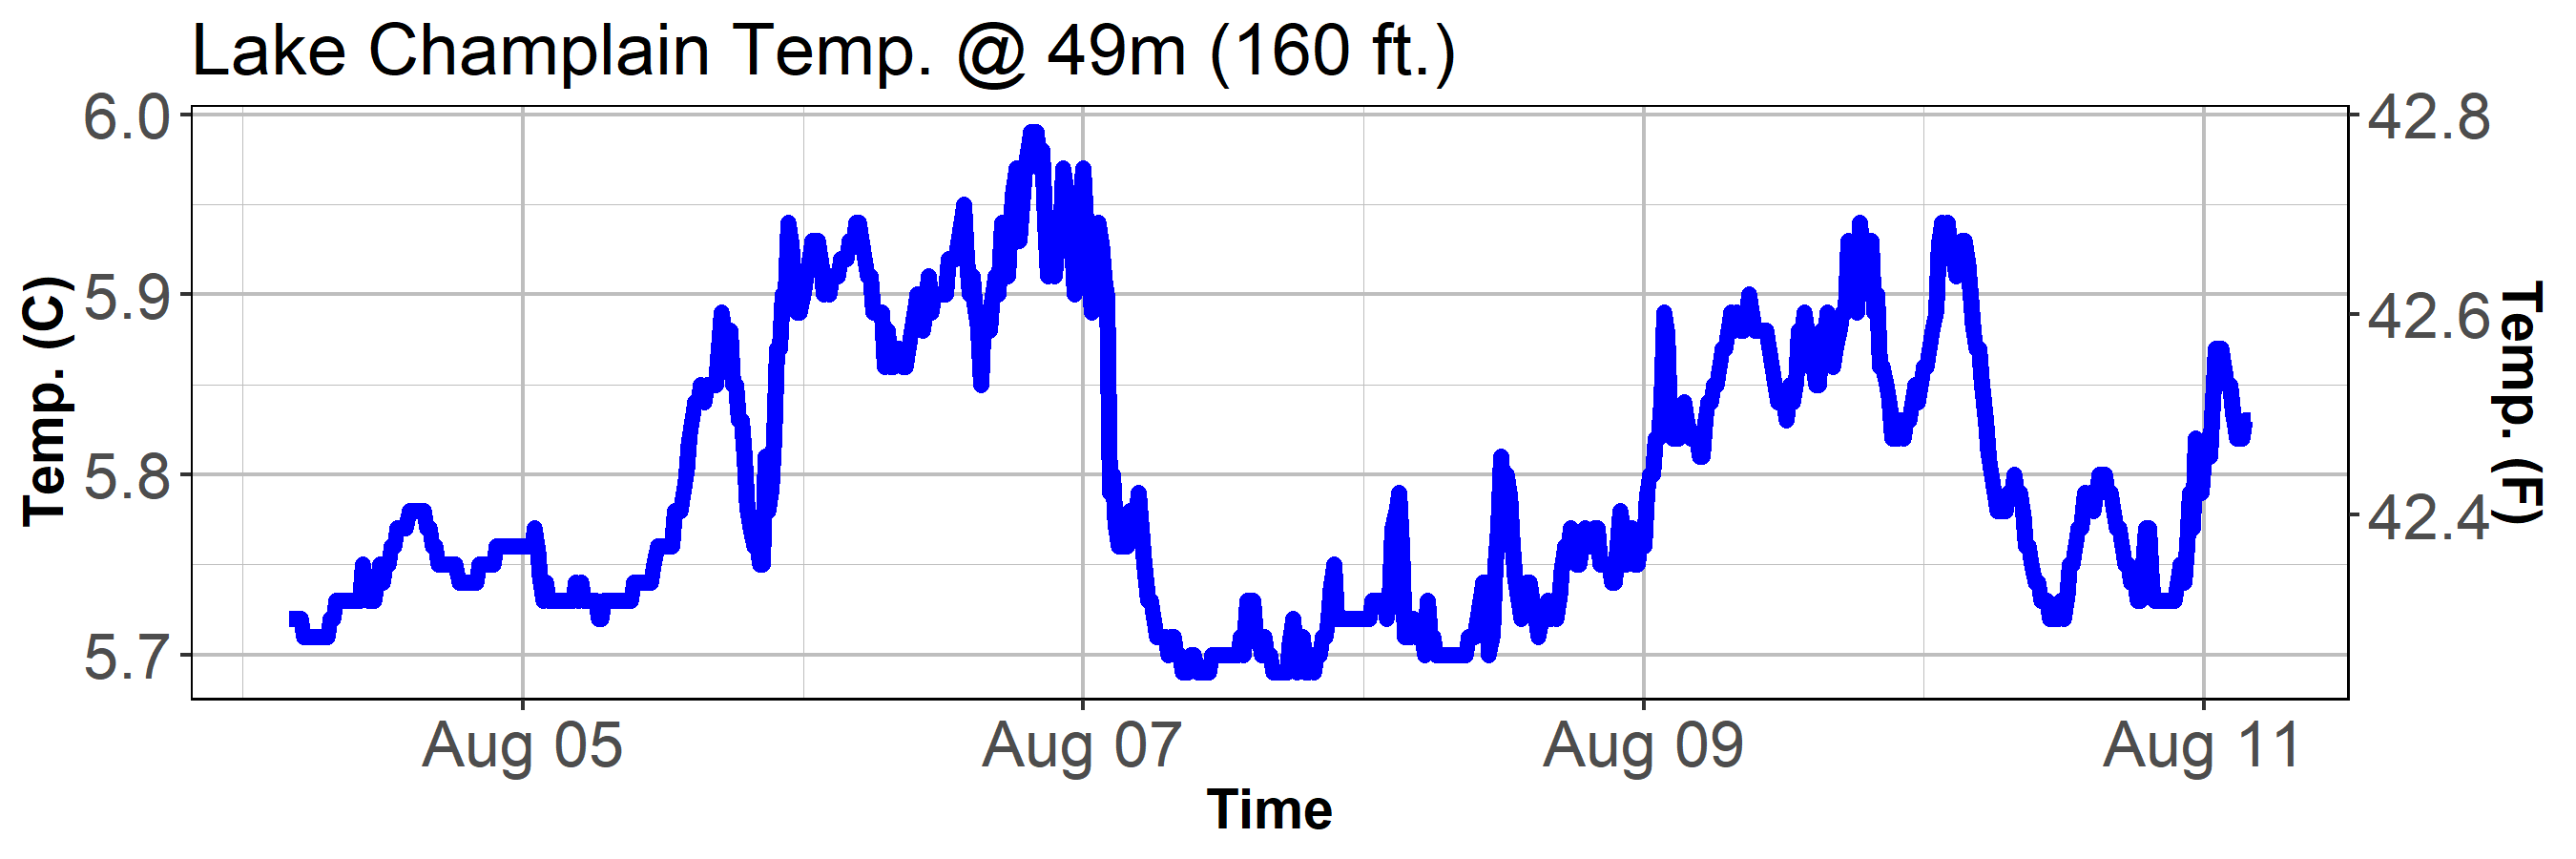 Lake Champlain Temp. @ 49m (160 ft.)
6.0
5.9
5.8
5.7
Temp. (C)
42.8
42.6
42.4
Temp. (F)
Aug 05 Aug 07 Aug 09 Aug 11
Time